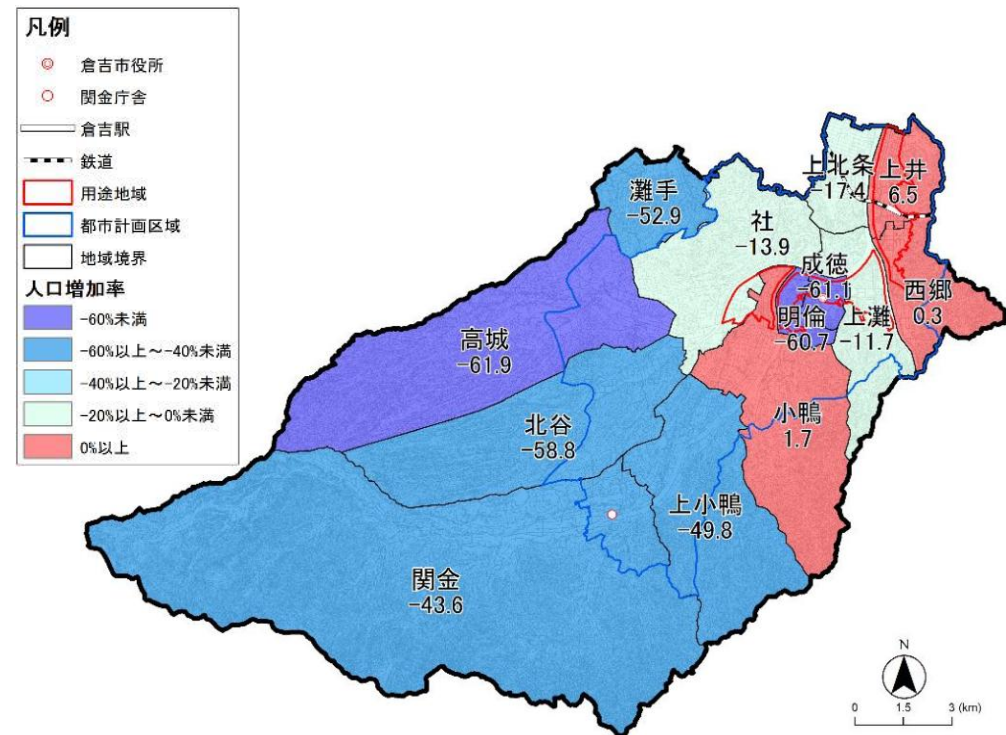 凡例
倉吉市役所
関金庁舎
倉吉駅
鉄道
用途地域
都市計画区域
地域境界
人口増加率
-60%未満
-60%以上～-40%未満
-40%以上～-20%未満
-20%以上～0%未満
0%以上
上北条
-17.4
上井
6.5
灘手
-52.9
社
-13.9
成徳
-61.1
西郷
0.3
明倫
-60.7
上灘
-11.7
高城
-61.9
小鴨
1.7
北谷
-58.8
上小鴨
-49.8
関金
-43.6
N
0 1.5 3 (km)